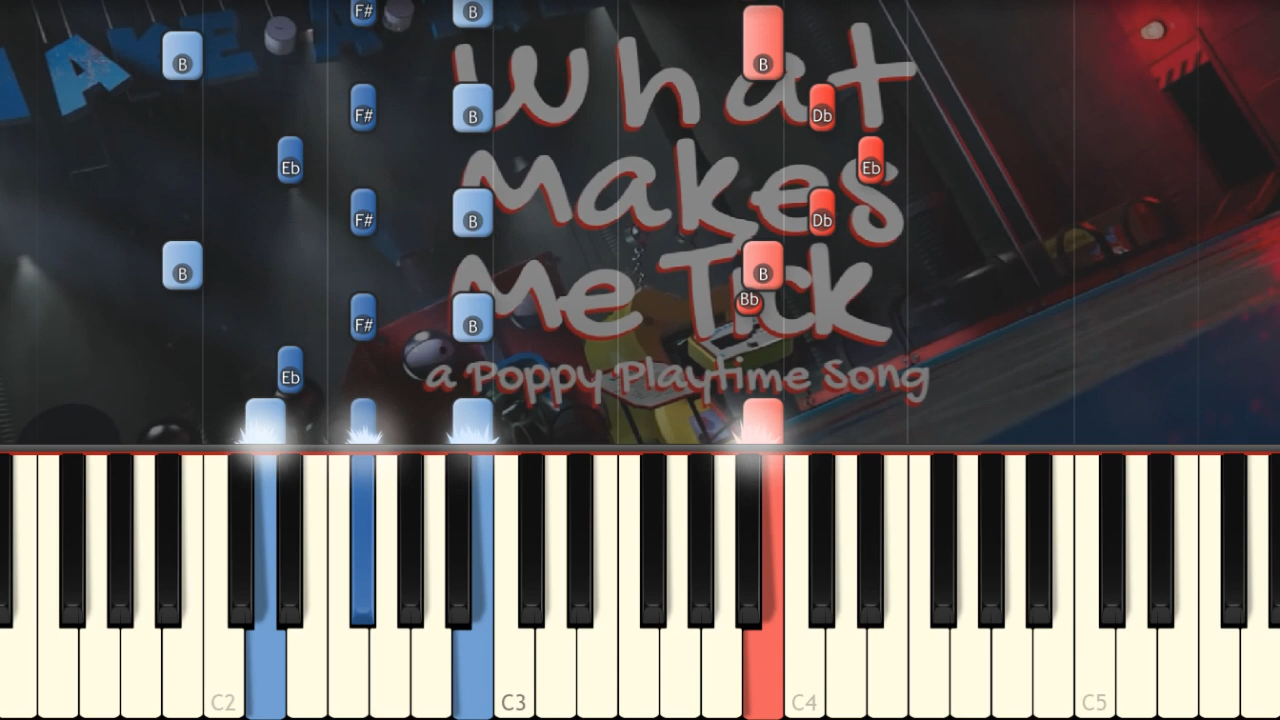 F# B
B B
What
F# B Db
Eb Eb
Makes
F# B Db
B B
Me Tick
Bb
F# B
Eb
a Poppy Playtime Song
C2 C3 C4 C5